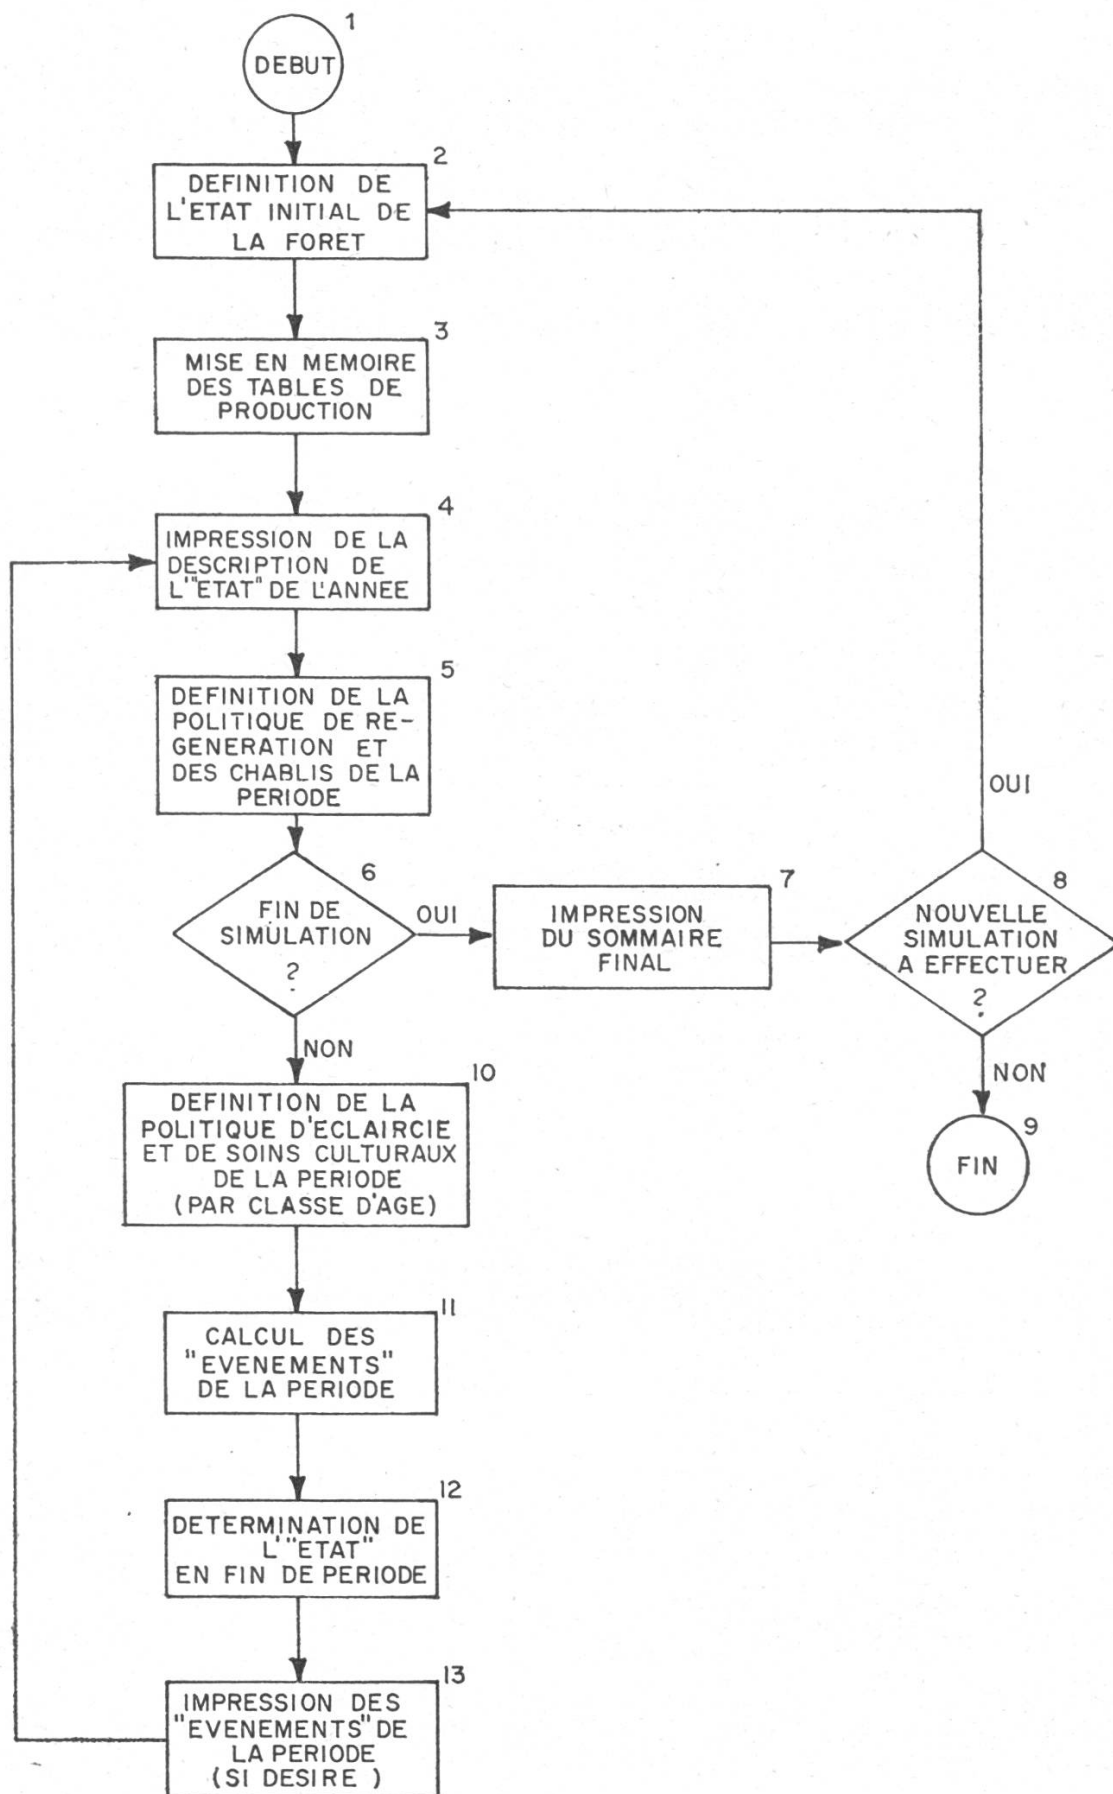 1
DEBUT
2
DEFINITION DE
L'ETAT INITIAL DE
LA FORET
3
MISE EN MEMOIRE
DES TABLES DE
PRODUCTION
4
IMPRESSION DE LA
DESCRIPTION DE
L'"ETAT" DE L'ANNEE
5
DEFINITION DE LA
POLITIQUE DE RE-
GENERATION ET
DES CHABLIS DE LA
PERIODE
6
FIN DE
SIMULATION
?
OUI
NON
7
IMPRESSION
DU SOMMAIRE
FINAL
8
NOUVELLE
SIMULATION
A EFFECTUER
?
OUI
NON
9
FIN
10
DEFINITION DE LA
POLITIQUE D'ECLAIRCIE
ET DE SOINS CULTURAUX
DE LA PERIODE
(PAR CLASSE D'AGE)
11
CALCUL DES
"EVENEMENTS"
DE LA PERIODE
12
DETERMINATION DE
L'"ETAT"
EN FIN DE PERIODE
13
IMPRESSION DES
"EVENEMENTS" DE
LA PERIODE
(SI DESIRE )